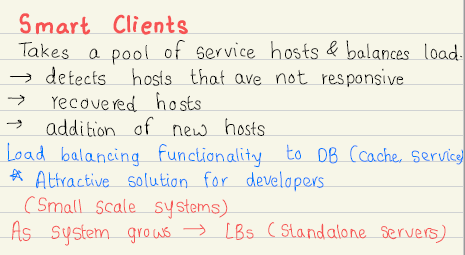 Smart Clients
Takes a pool of service hosts & balances load.
→ detects hosts that are not responsive
→ recovered hosts
→ addition of new hosts
Load balancing functionality to DB (cache, service)
* Attractive solution for developers
(Small scale systems)
As system grows → LBs (Standalone servers)